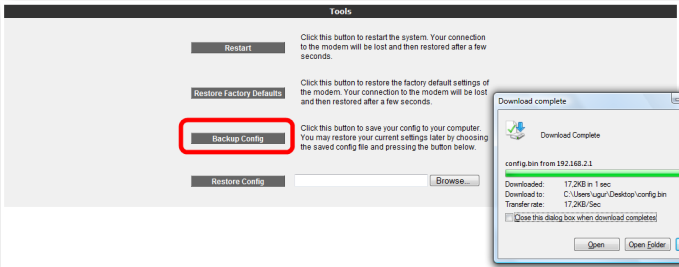 Tools
Restart
Click this button to restart the system. Your connection
to the modem will be lost and then restored after a few
seconds.
Restore Factory Defaults
Click this button to restore the factory default settings of
the modem. Your connection to the modem will be lost
and then restored after a few seconds.
Backup Config
Click this button to save your config to your computer.
You may restore your current settings later by choosing
the saved config file and pressing the button below.
Restore Config
Browse...
Download complete
Download Complete
config.bin from 192.168.2.1
Downloaded: 17,2KB in 1 sec
Download to: C:\Users\ugur\Desktop\config.bin
Transfer rate: 17,2KB/Sec
Close this dialog box when download completes
Open
Open Folder